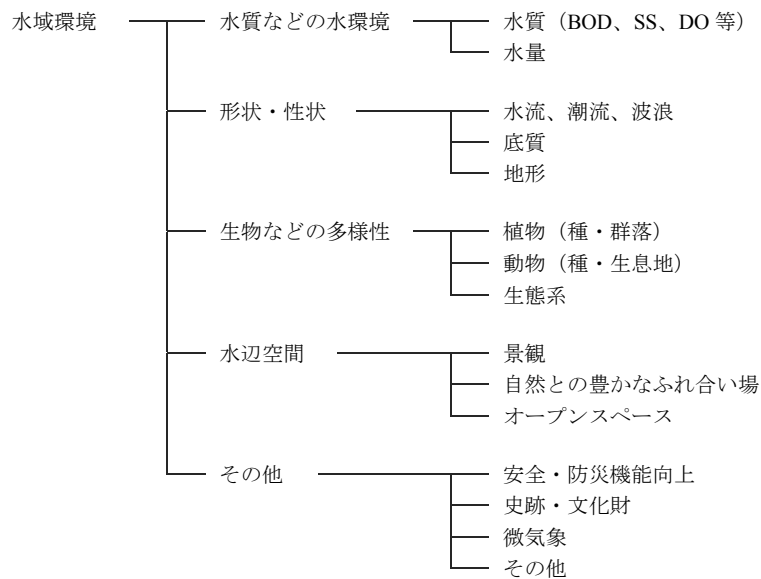 水域環境
水質などの水環境
水質（BOD、SS、DO 等）
水量
形状・性状
水流、潮流、波浪
底質
地形
生物などの多様性
植物（種・群落）
動物（種・生息地）
生態系
水辺空間
景観
自然との豊かなふれ合い場
オープンスペース
その他
安全・防災機能向上
史跡・文化財
微気象
その他